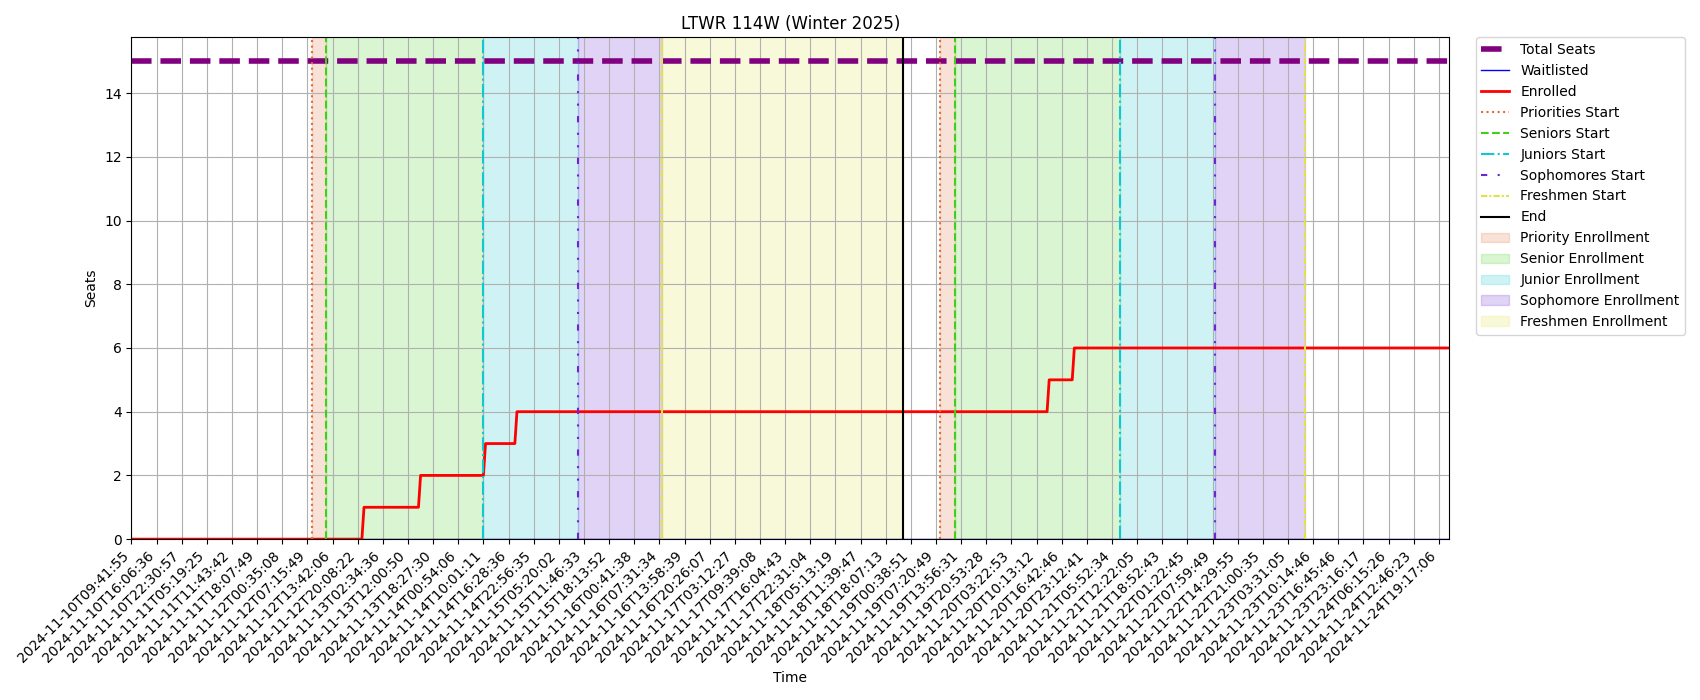 LTWR 114W (Winter 2025)
Seats
14
12
10
8
6
4
2
0
2024-11-10T09:41:55
2024-11-10T16:06:36
2024-11-10T22:30:57
2024-11-11T05:19:25
2024-11-11T11:43:42
2024-11-11T18:07:49
2024-11-12T00:35:08
2024-11-12T07:15:49
2024-11-12T13:42:06
2024-11-12T20:08:22
2024-11-13T02:34:36
2024-11-13T12:00:50
2024-11-13T18:27:30
2024-11-14T00:54:06
2024-11-14T10:01:11
2024-11-14T16:28:36
2024-11-14T22:56:35
2024-11-15T05:20:02
2024-11-15T11:46:33
2024-11-15T18:13:52
2024-11-16T00:41:38
2024-11-16T07:31:34
2024-11-16T13:58:39
2024-11-16T20:26:07
2024-11-17T03:12:27
2024-11-17T09:39:08
2024-11-17T16:04:43
2024-11-17T22:31:04
2024-11-18T05:13:19
2024-11-18T11:39:47
2024-11-18T18:07:13
2024-11-19T00:38:51
2024-11-19T07:20:49
2024-11-19T13:56:31
2024-11-19T20:53:28
2024-11-20T03:22:53
2024-11-20T10:13:12
2024-11-20T16:42:46
2024-11-20T23:12:41
2024-11-21T05:52:34
2024-11-21T12:22:05
2024-11-21T18:52:43
2024-11-22T01:22:45
2024-11-22T07:59:49
2024-11-22T14:29:55
2024-11-22T21:00:35
2024-11-23T03:31:05
2024-11-23T10:14:46
2024-11-23T16:45:46
2024-11-23T23:16:17
2024-11-24T06:15:26
2024-11-24T12:46:23
2024-11-24T19:17:06
Time
Total Seats
Waitlisted
Enrolled
Priorities Start
Seniors Start
Juniors Start
Sophomores Start
Freshmen Start
End
Priority Enrollment
Senior Enrollment
Junior Enrollment
Sophomore Enrollment
Freshmen Enrollment